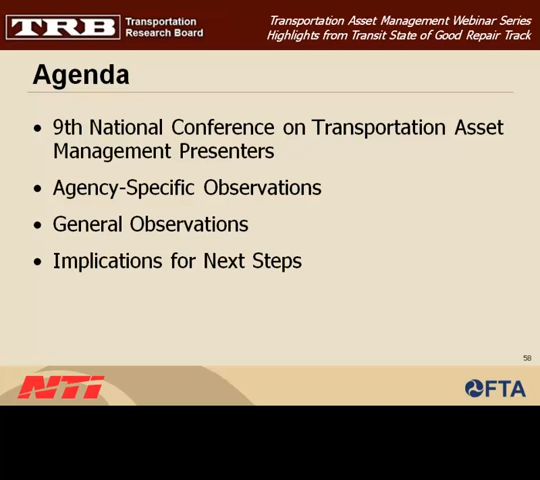 TRB Transportation Research Board
Transportation Asset Management Webinar Series
Highlights from Transit State of Good Repair Track
Agenda
• 9th National Conference on Transportation Asset
Management Presenters
• Agency-Specific Observations
• General Observations
• Implications for Next Steps
58
NTI
FTA